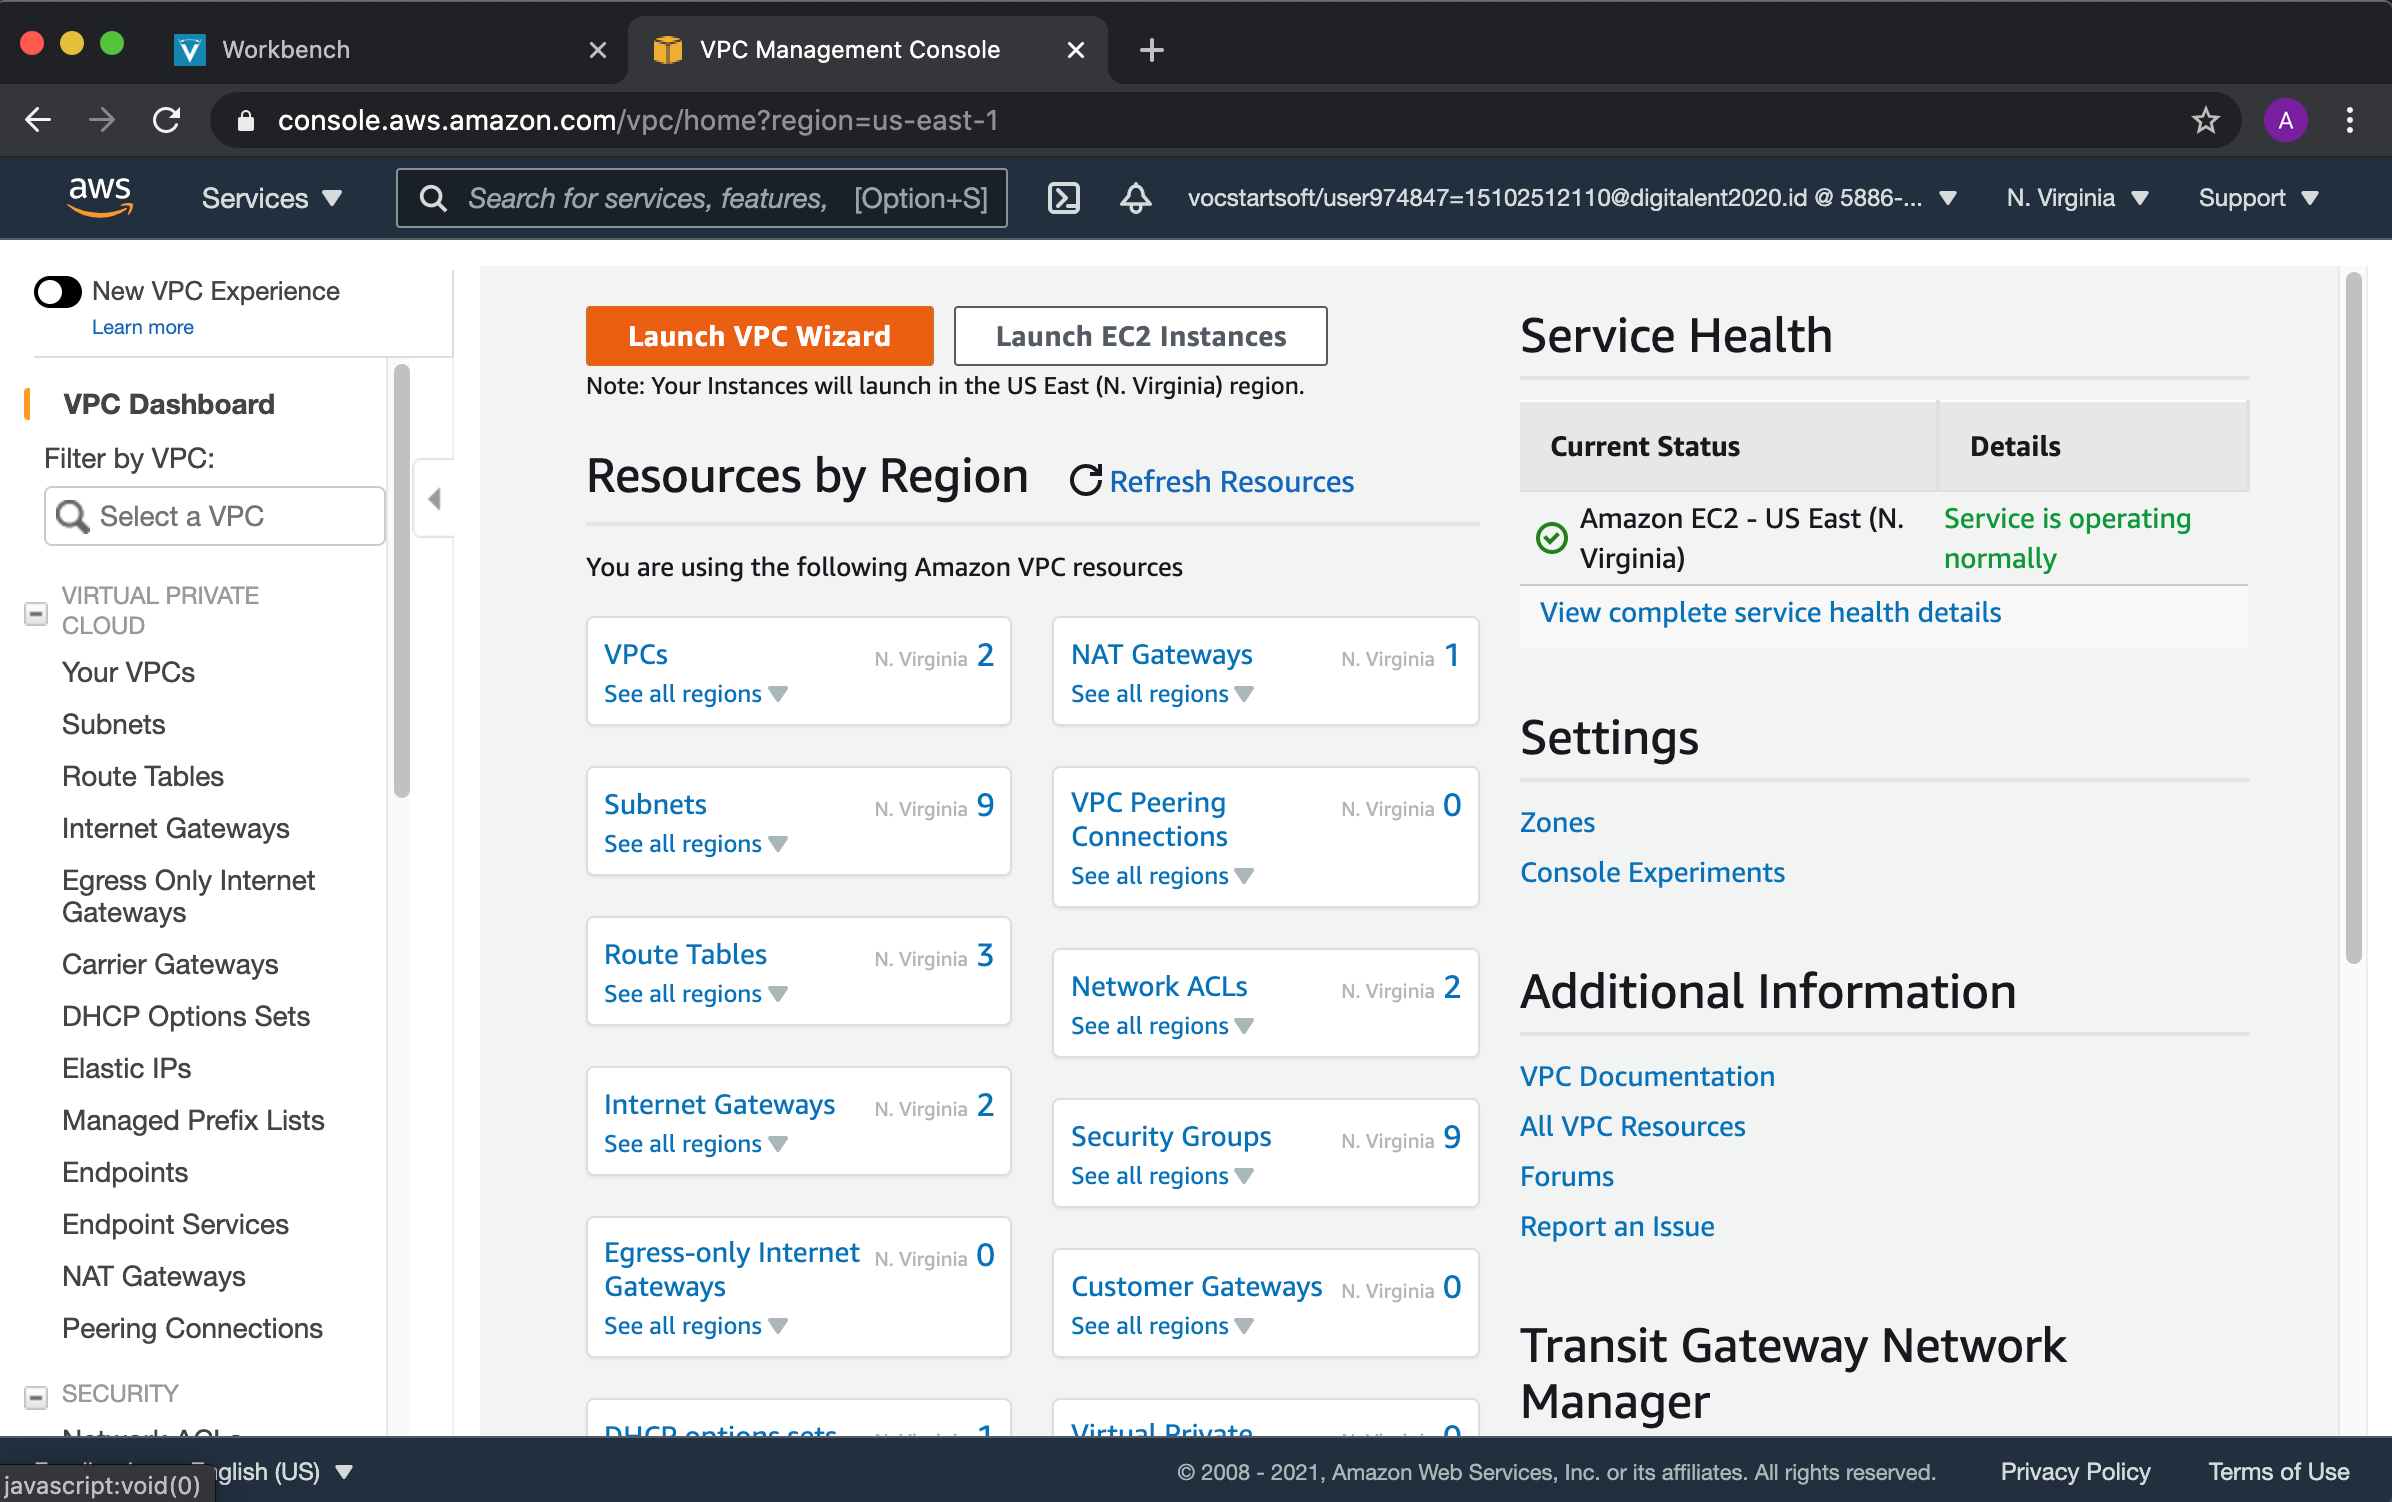 Workbench
VPC Management Console
console.aws.amazon.com/vpc/home?region=us-east-1
A
aws
Services
Search for services, features,
[Option+S]
vocstartsoft/user974847=15102512110@digitalent2020.id @ 5886-...
N. Virginia
Support
New VPC Experience
Learn more
VPC Dashboard
Filter by VPC:
Select a VPC
VIRTUAL PRIVATE
CLOUD
Your VPCs
Subnets
Route Tables
Internet Gateways
Egress Only Internet
Gateways
Carrier Gateways
DHCP Options Sets
Elastic IPs
Managed Prefix Lists
Endpoints
Endpoint Services
NAT Gateways
Peering Connections
SECURITY
Network ACLs
Launch VPC Wizard
Launch EC2 Instances
Note: Your Instances will launch in the US East (N. Virginia) region.
Resources by Region
Refresh Resources
You are using the following Amazon VPC resources
VPCs N. Virginia 2
See all regions
NAT Gateways N. Virginia 1
See all regions
Subnets N. Virginia 9
See all regions
VPC Peering N. Virginia 0
Connections
See all regions
Route Tables N. Virginia 3
See all regions
Network ACLs N. Virginia 2
See all regions
Internet Gateways N. Virginia 2
See all regions
Security Groups N. Virginia 9
See all regions
Egress-only Internet N. Virginia 0
Gateways
See all regions
Customer Gateways N. Virginia 0
See all regions
DHCP options sets N. Virginia 1
Virtual Private N. Virginia 0
Service Health
Current Status
Details
Amazon EC2 - US East (N.
Virginia)
Service is operating
normally
View complete service health details
Settings
Zones
Console Experiments
Additional Information
VPC Documentation
All VPC Resources
Forums
Report an Issue
Transit Gateway Network
Manager
nglish (US)
javascript:void(0)
© 2008 - 2021, Amazon Web Services, Inc. or its affiliates. All rights reserved.
Privacy Policy
Terms of Use